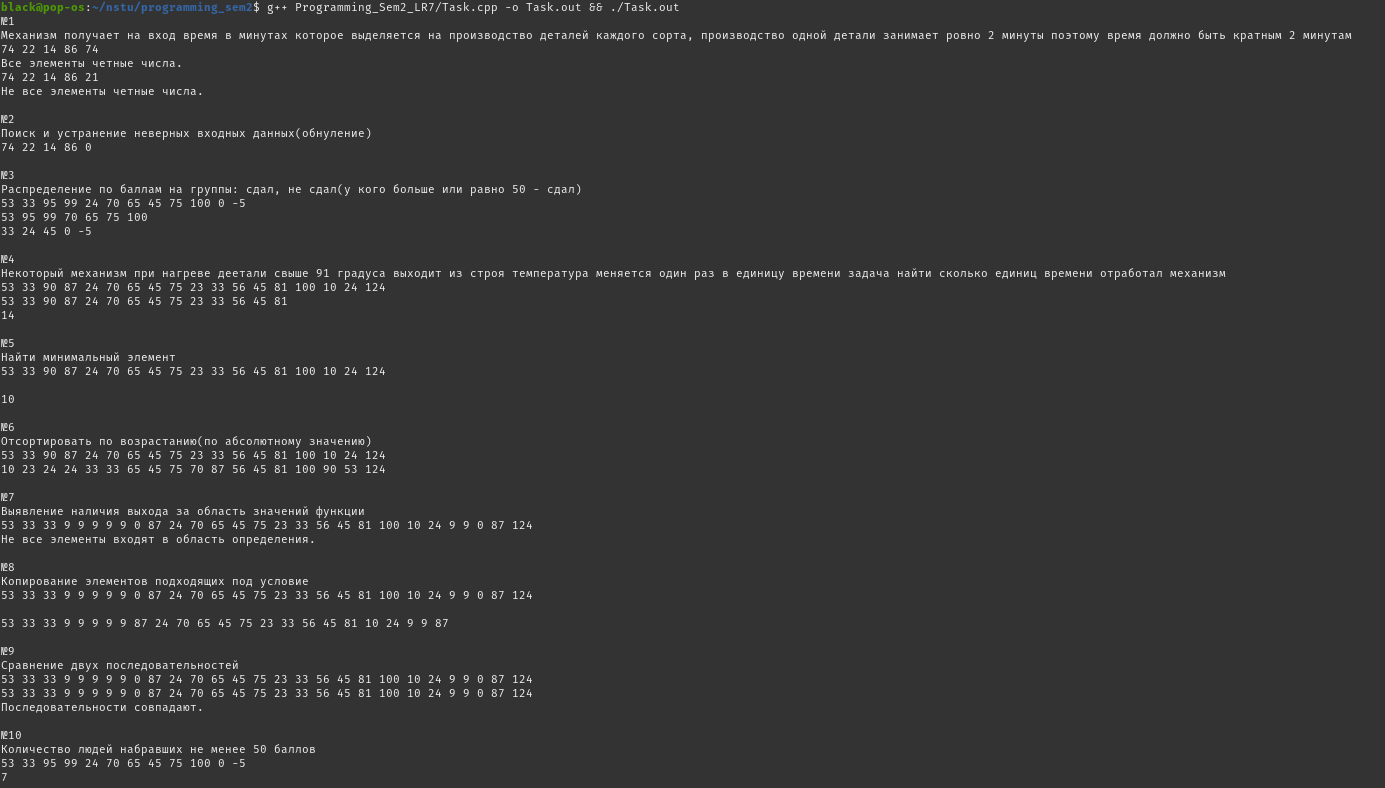 black@pop-os:~/nstu/programming_sem2$ g++ Programming_Sem2_LR7/Task.cpp -o Task.out && ./Task.out
№1
Механизм получает на вход время в минутах которое выделяется на производство деталей каждого сорта, производство одной детали занимает ровно 2 минуты поэтому время должно быть кратным 2 минутам
74 22 14 86 74
Все элементы четные числа.
74 22 14 86 21
Не все элементы четные числа.
№2
Поиск и устранение неверных входных данных(обнуление)
74 22 14 86 0
№3
Распределение по баллам на группы: сдал, не сдал(у кого больше или равно 50 - сдал)
53 33 95 99 24 70 65 45 75 100 0 -5
53 95 99 70 65 75 100
33 24 45 0 -5
№4
Некоторый механизм при нагреве деетали свыше 91 градуса выходит из строя температура меняется один раз в единицу времени задача найти сколько единиц времени отработал механизм
53 33 90 87 24 70 65 45 75 23 33 56 45 81 100 10 24 124
53 33 90 87 24 70 65 45 75 23 33 56 45 81
14
№5
Найти минимальный элемент
53 33 90 87 24 70 65 45 75 23 33 56 45 81 100 10 24 124
10
№6
Отсортировать по возрастанию(по абсолютному значению)
53 33 90 87 24 70 65 45 75 23 33 56 45 81 100 10 24 124
10 23 24 24 33 33 65 45 75 70 87 56 45 81 100 90 53 124
№7
Выявление наличия выхода за область значений функции
53 33 33 9 9 9 9 9 0 87 24 70 65 45 75 23 33 56 45 81 100 10 24 9 9 0 87 124
Не все элементы входят в область определения.
№8
Копирование элементов подходящих под условие
53 33 33 9 9 9 9 9 0 87 24 70 65 45 75 23 33 56 45 81 100 10 24 9 9 0 87 124
53 33 33 9 9 9 9 9 87 24 70 65 45 75 23 33 56 45 81 10 24 9 9 87
№9
Сравнение двух последовательностей
53 33 33 9 9 9 9 9 0 87 24 70 65 45 75 23 33 56 45 81 100 10 24 9 9 0 87 124
53 33 33 9 9 9 9 9 0 87 24 70 65 45 75 23 33 56 45 81 100 10 24 9 9 0 87 124
Последовательности совпадают.
№10
Количество людей набравших не менее 50 баллов
53 33 95 99 24 70 65 45 75 100 0 -5
7